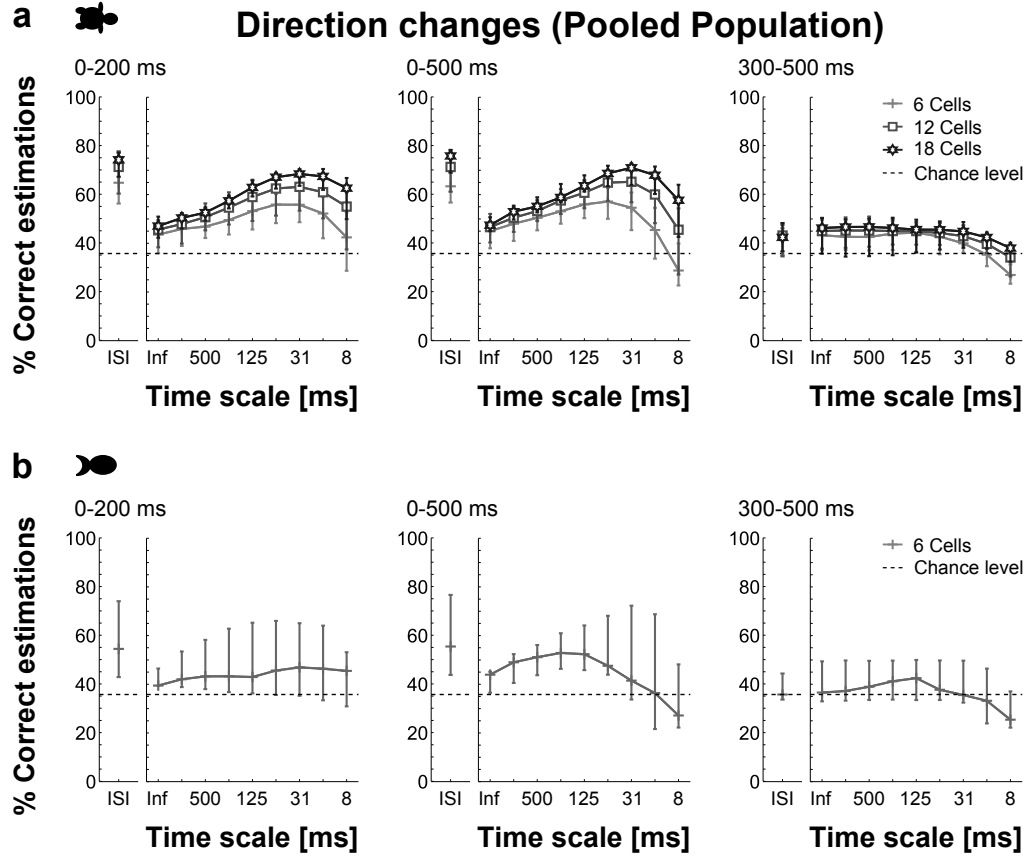 a
Direction changes (Pooled Population)
0-200 ms
0-500 ms
300-500 ms
% Correct estimations
100
80
60
40
20
0
ISI
Inf 500 125 31 8
Time scale [ms]
100
80
60
40
20
0
ISI
Inf 500 125 31 8
Time scale [ms]
100
80
60
40
20
0
6 Cells
12 Cells
18 Cells
Chance level
ISI
Inf 500 125 31 8
Time scale [ms]
b
0-200 ms
0-500 ms
300-500 ms
% Correct estimations
100
80
60
40
20
0
ISI
Inf 500 125 31 8
Time scale [ms]
100
80
60
40
20
0
ISI
Inf 500 125 31 8
Time scale [ms]
100
80
60
40
20
0
6 Cells
Chance level
ISI
Inf 500 125 31 8
Time scale [ms]